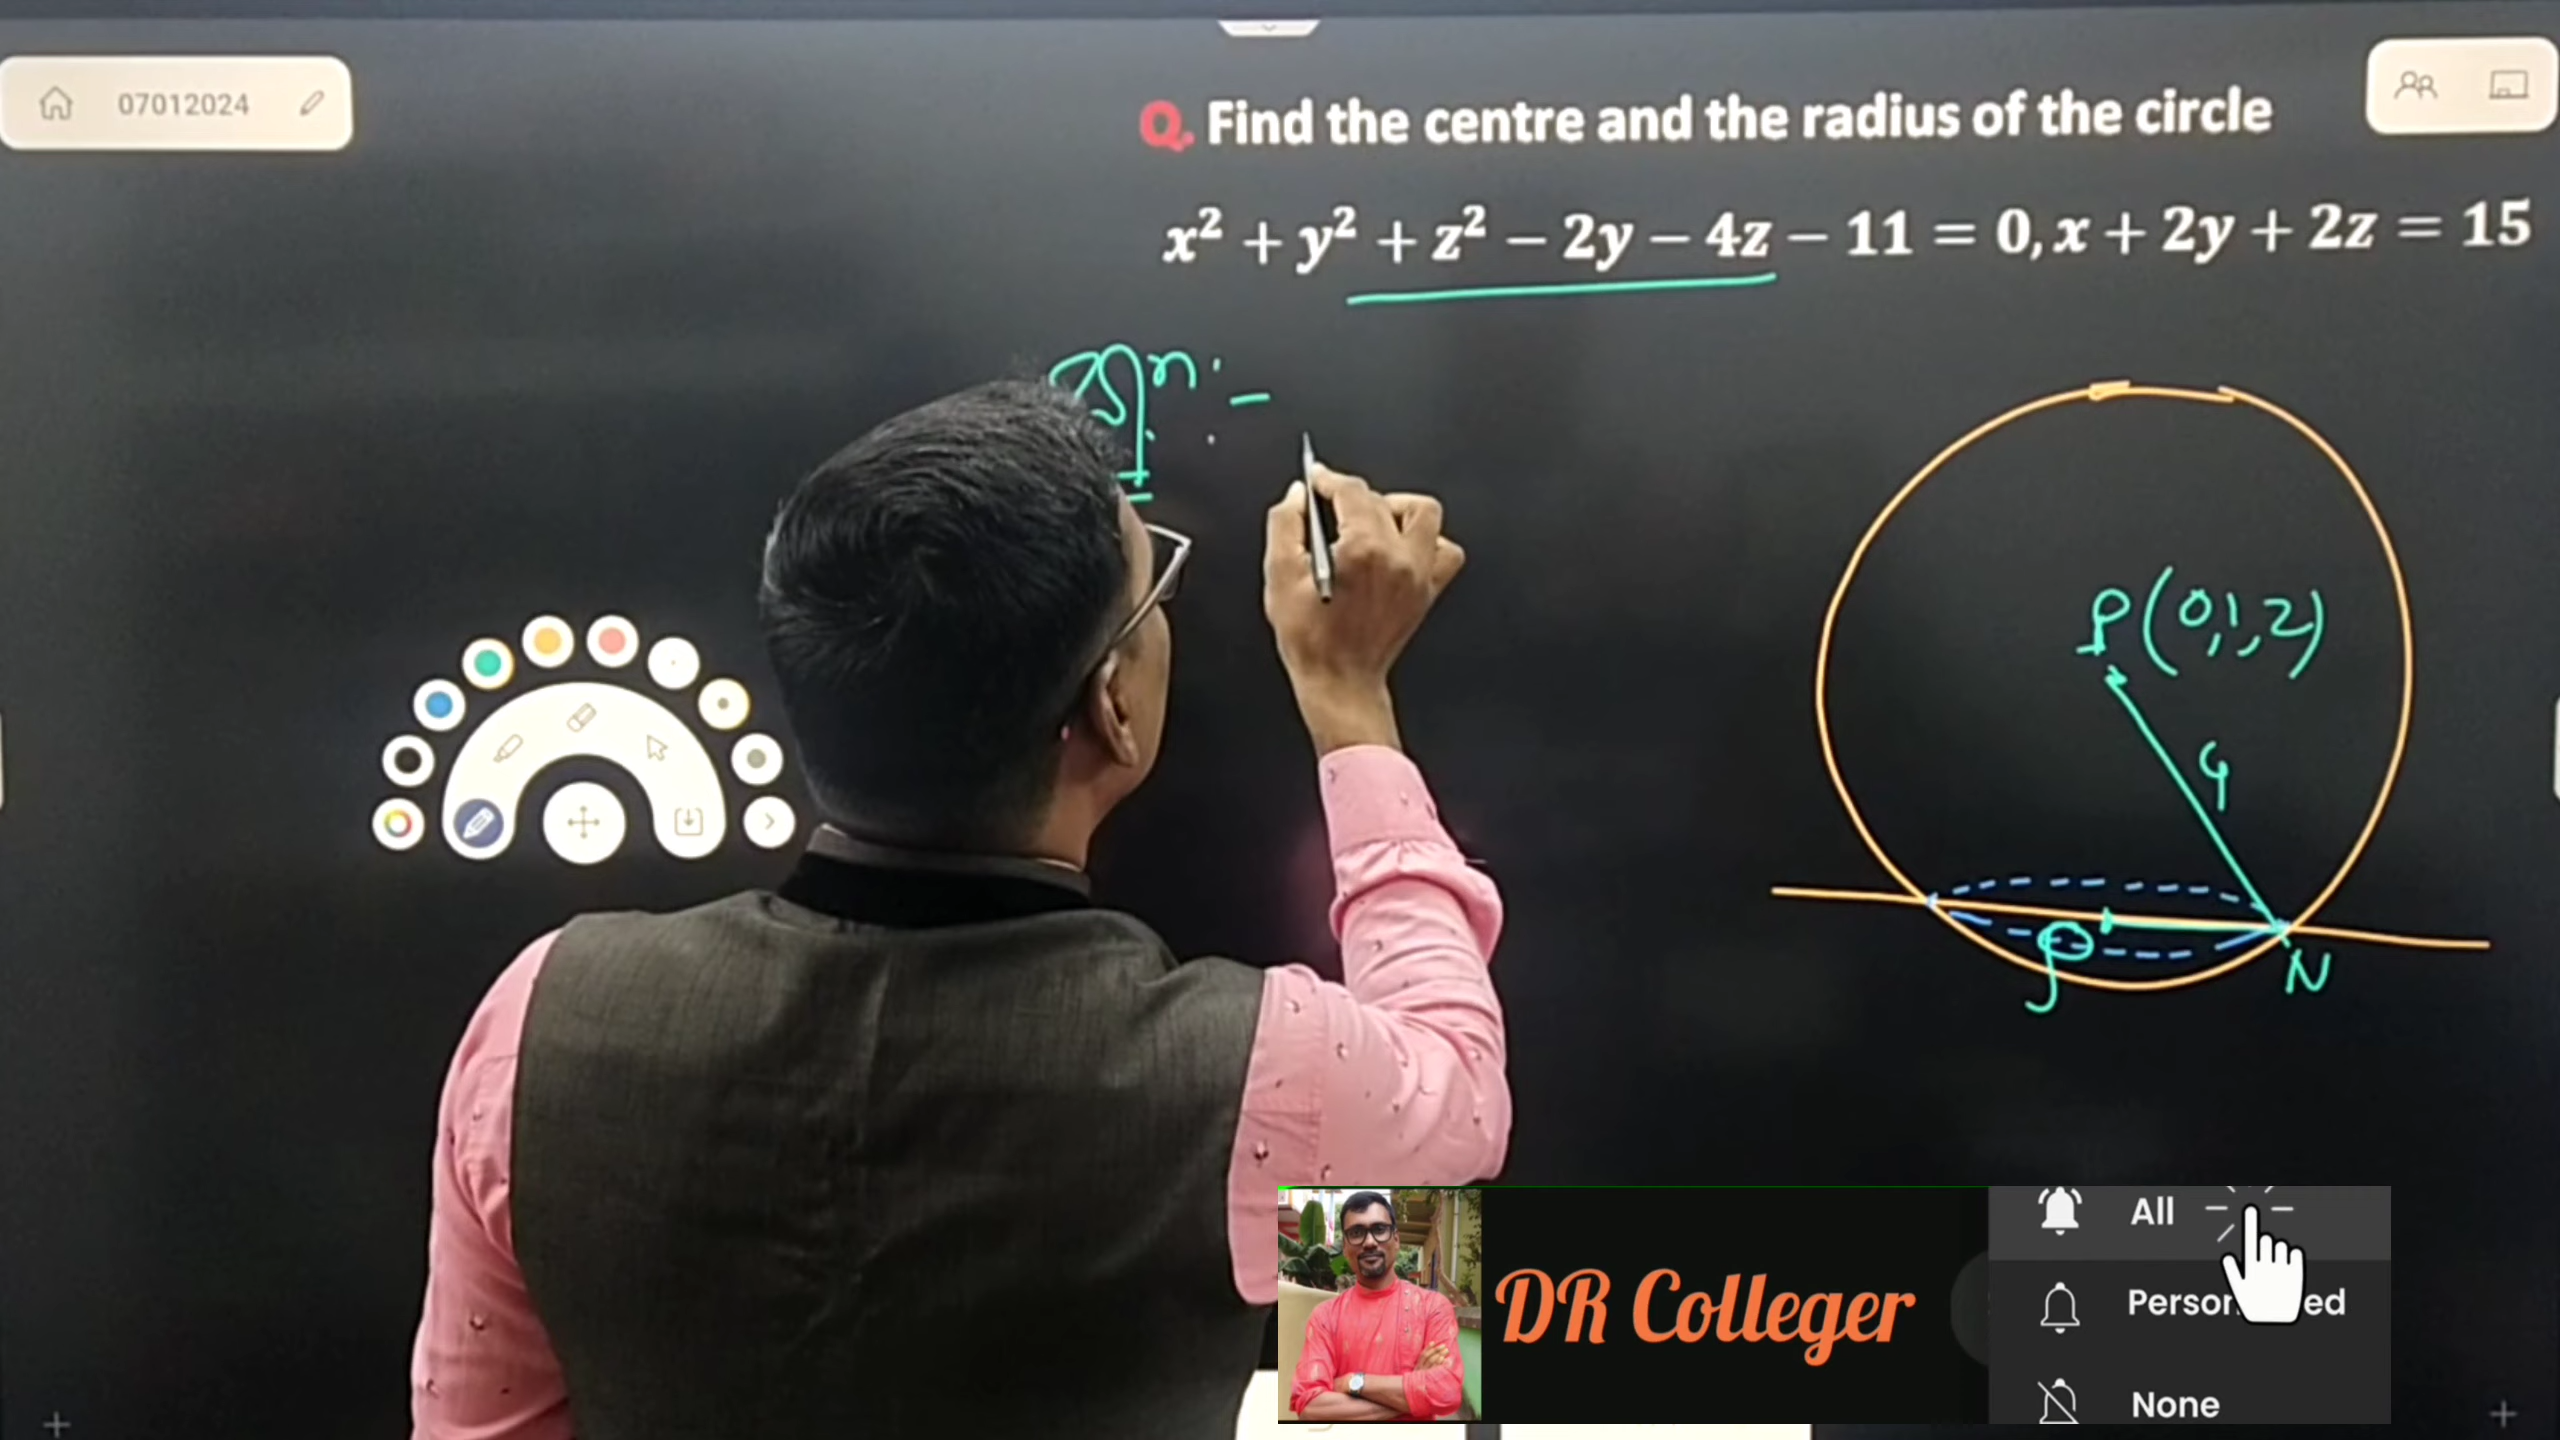 07012024
Q. Find the centre and the radius of the circle
x² + y² + z² − 2y − 4z − 11 = 0, x + 2y + 2z = 15
P(0,1,2)
4
N
DR Colleger
All
None